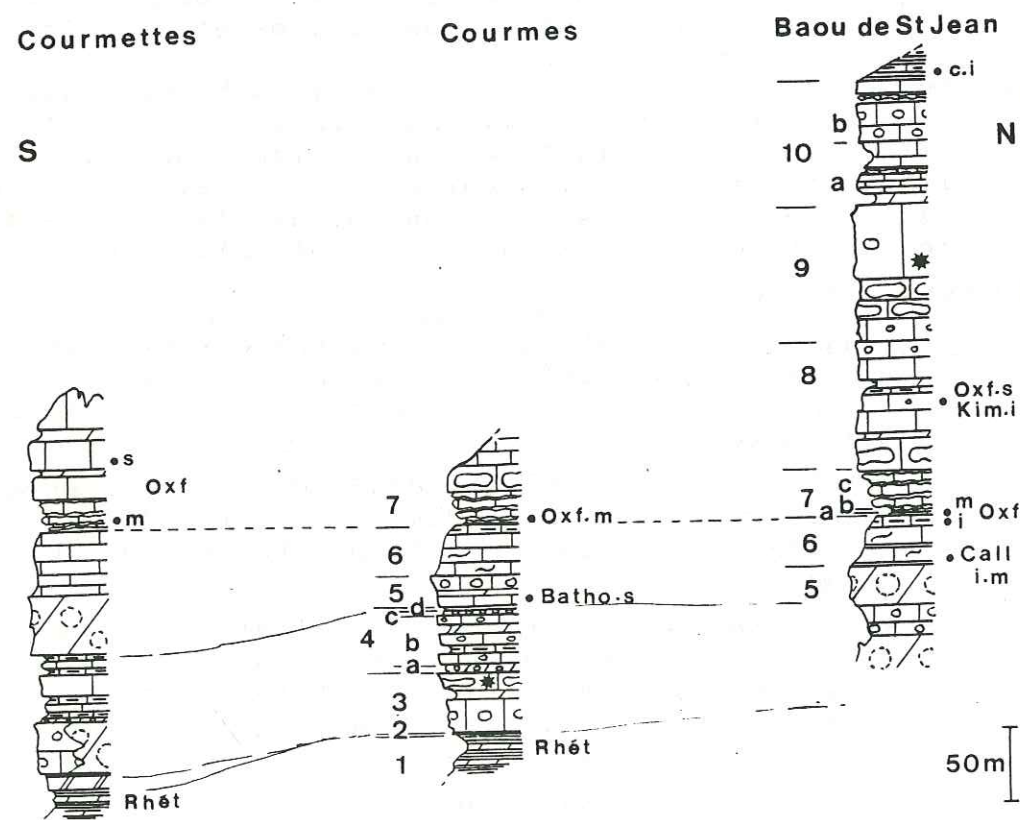 Courmettes
Courmes
Baou de St Jean
S
N
c.i
b
10
a
9
8
Oxf.s
Kim.i
s
Oxf
m
7
Oxf.m
c
7 b
a
m
i Oxf
6
6
Call
i.m
5
5
Batho.s
d
c
4
b
a
3
2
1
Rhét
Rhét
50m